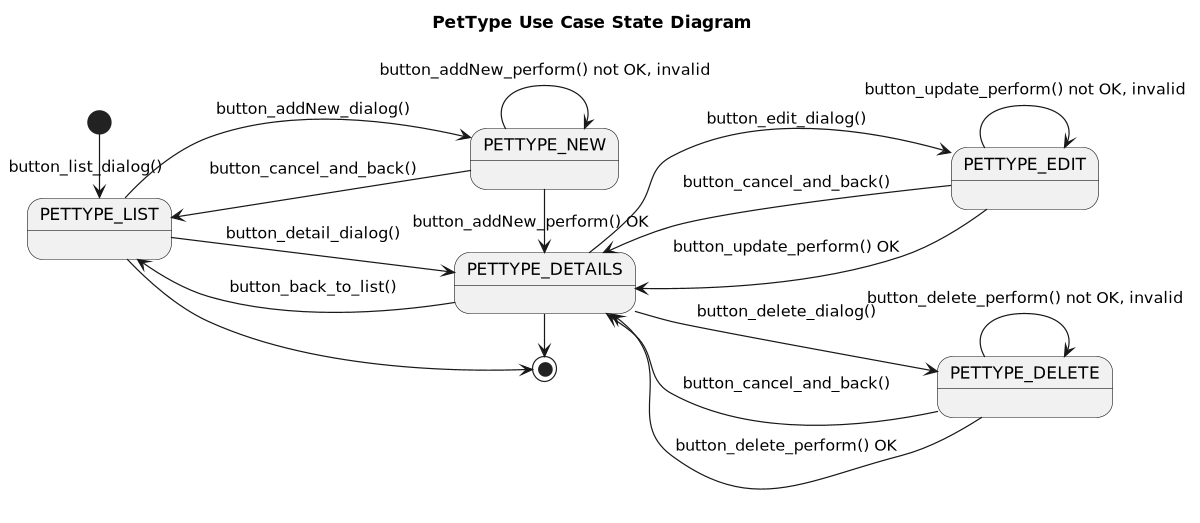 PetType Use Case State Diagram
button_addNew_perform() not OK, invalid
button_update_perform() not OK, invalid
button_addNew_dialog()
button_edit_dialog()
PETTYPE_NEW
PETTYPE_EDIT
button_list_dialog()
button_cancel_and_back()
button_cancel_and_back()
PETTYPE_LIST
button_addNew_perform() OK
button_detail_dialog()
button_update_perform() OK
PETTYPE_DETAILS
button_back_to_list()
button_delete_perform() not OK, invalid
button_delete_dialog()
PETTYPE_DELETE
button_cancel_and_back()
button_delete_perform() OK